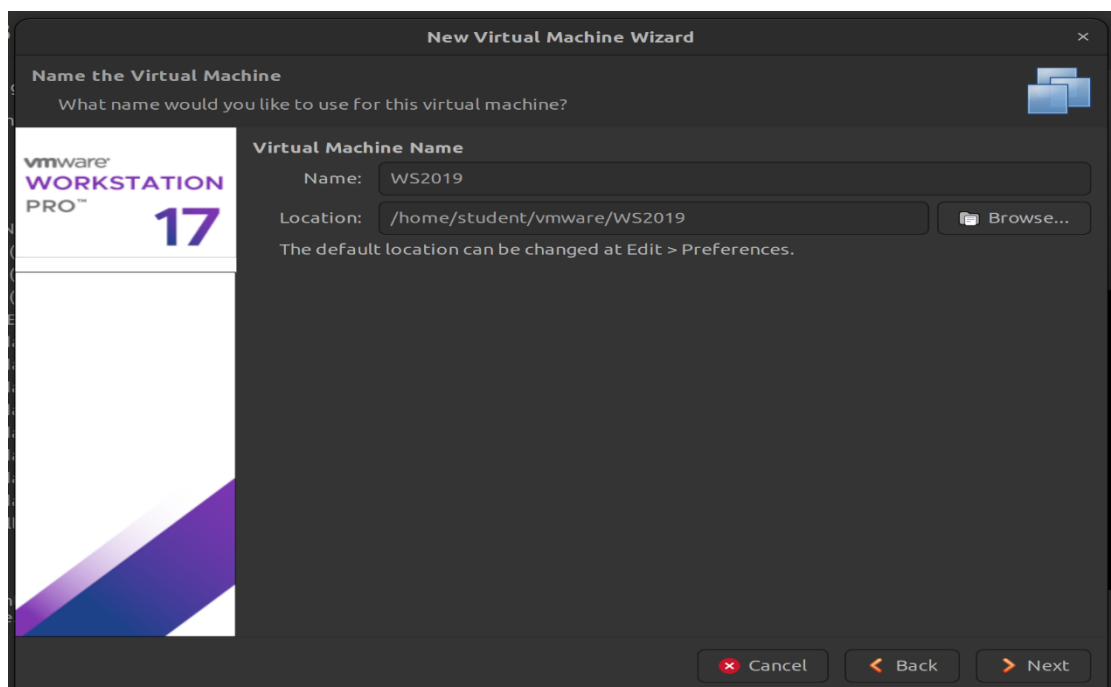 New Virtual Machine Wizard
Name the Virtual Machine
What name would you like to use for this virtual machine?
vmware
WORKSTATION
PRO™
17
Virtual Machine Name
Name: WS2019
Location: /home/student/vmware/WS2019 Browse...
The default location can be changed at Edit > Preferences.
Cancel Back Next